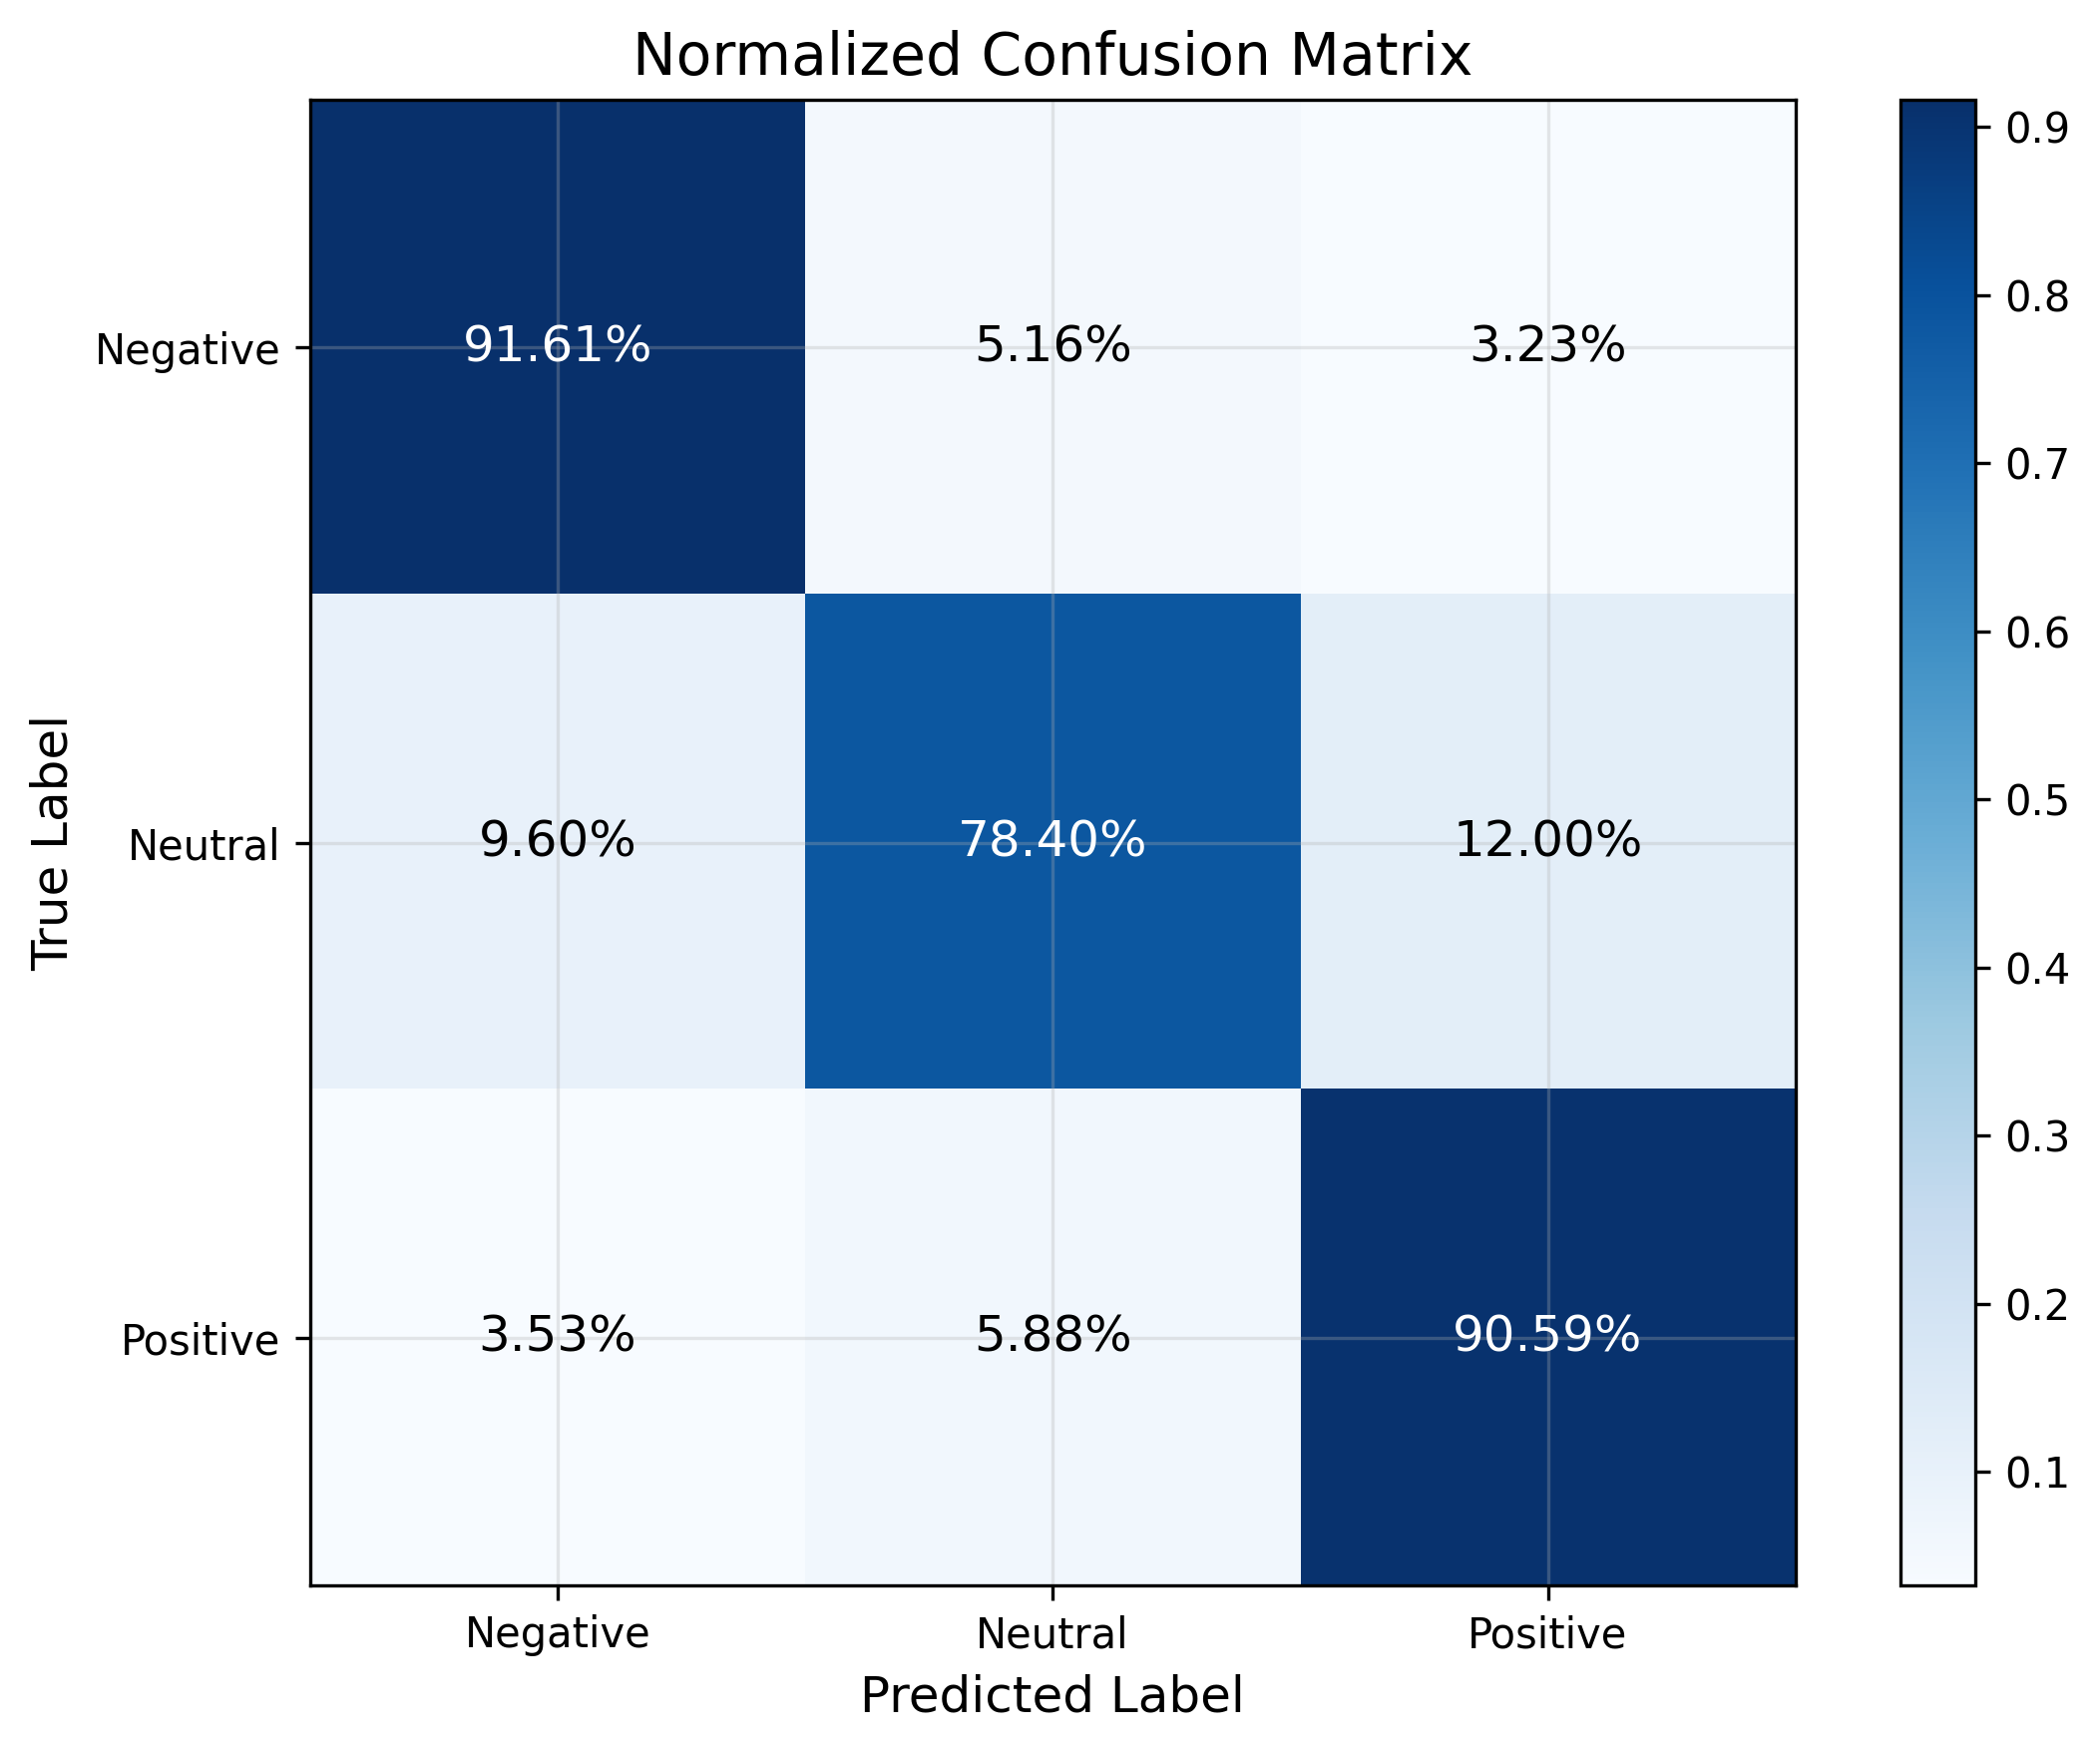 Normalized Confusion Matrix
True Label
Negative
91.61%
5.16%
3.23%
Neutral
9.60%
78.40%
12.00%
Positive
3.53%
5.88%
90.59%
Negative
Neutral
Positive
Predicted Label
0.9
0.8
0.7
0.6
0.5
0.4
0.3
0.2
0.1